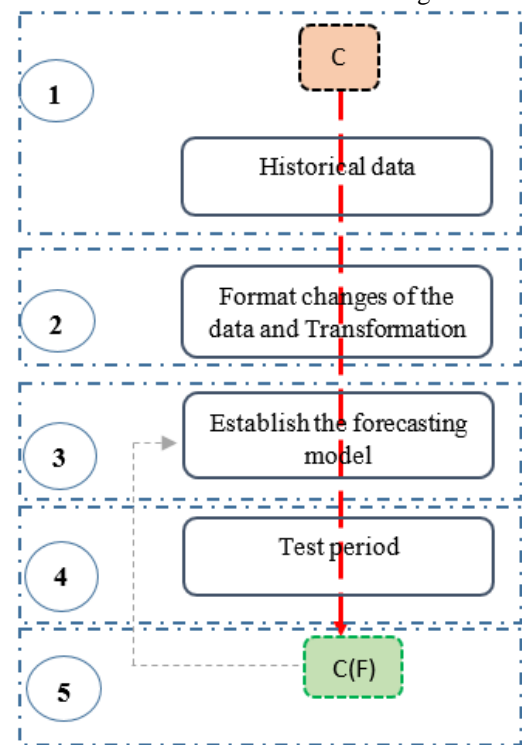 C
1
Historical data
Format changes of the
2
data and Transformation
Establish the forecasting
3
model
Test period
4
C(F)
5